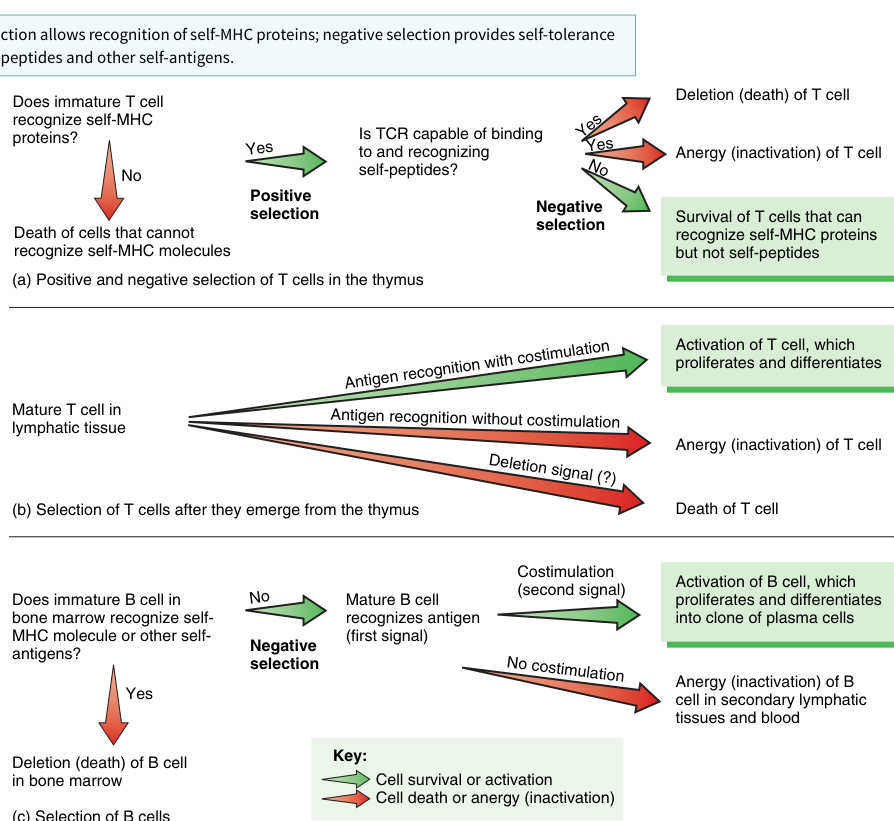 ction allows recognition of self-MHC proteins; negative selection provides self-tolerance
peptides and other self-antigens.
Does immature T cell
recognize self-MHC
proteins?
No
Death of cells that cannot
recognize self-MHC molecules
Yes
Positive
selection
Is TCR capable of binding
to and recognizing
self-peptides?
Yes
Yes
No
Negative
selection
Deletion (death) of T cell
Anergy (inactivation) of T cell
Survival of T cells that can
recognize self-MHC proteins
but not self-peptides
(a) Positive and negative selection of T cells in the thymus
Mature T cell in
lymphatic tissue
Antigen recognition with costimulation
Activation of T cell, which
proliferates and differentiates
Antigen recognition without costimulation
Anergy (inactivation) of T cell
Deletion signal (?)
Death of T cell
(b) Selection of T cells after they emerge from the thymus
Does immature B cell in
bone marrow recognize self-
MHC molecule or other self-
antigens?
Yes
Deletion (death) of B cell
in bone marrow
No
Negative
selection
Mature B cell
recognizes antigen
(first signal)
Costimulation
(second signal)
Activation of B cell, which
proliferates and differentiates
into clone of plasma cells
No costimulation
Anergy (inactivation) of B
cell in secondary lymphatic
tissues and blood
Key:
Cell survival or activation
Cell death or anergy (inactivation)
(c) Selection of B cells